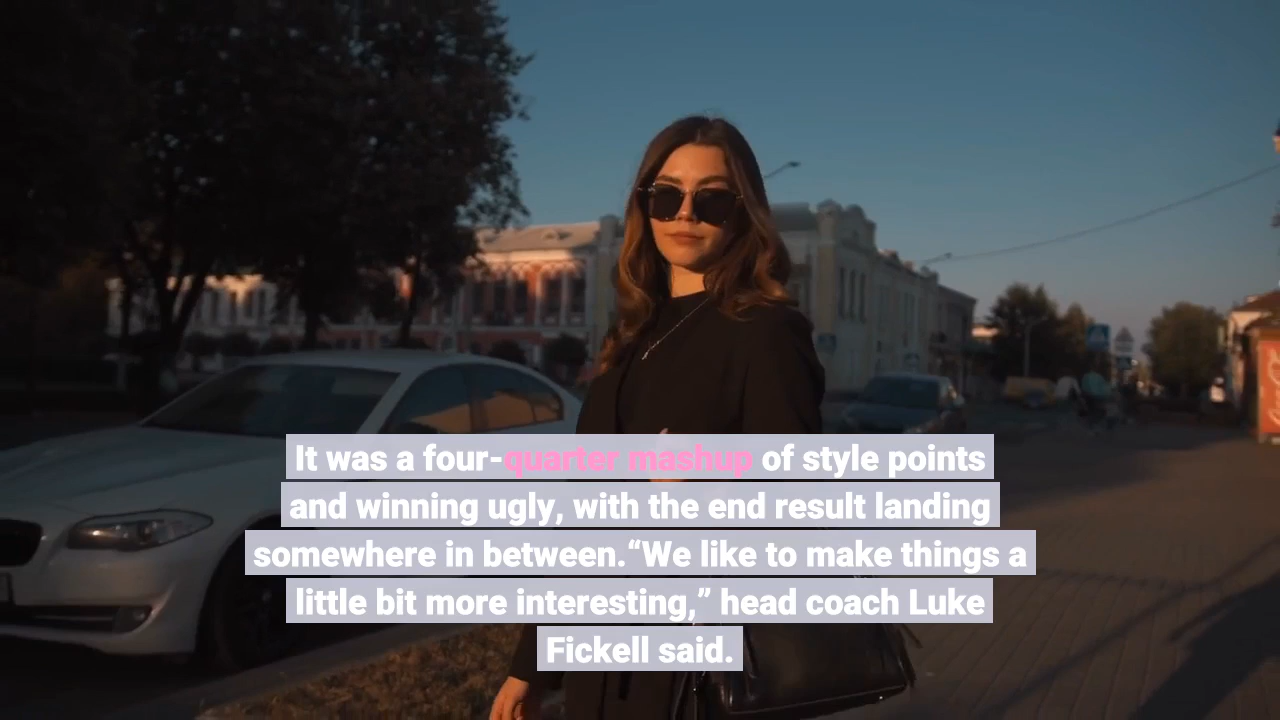 It was a four-quarter mashup of style points
and winning ugly, with the end result landing
somewhere in between.“We like to make things a
little bit more interesting,” head coach Luke
Fickell said.